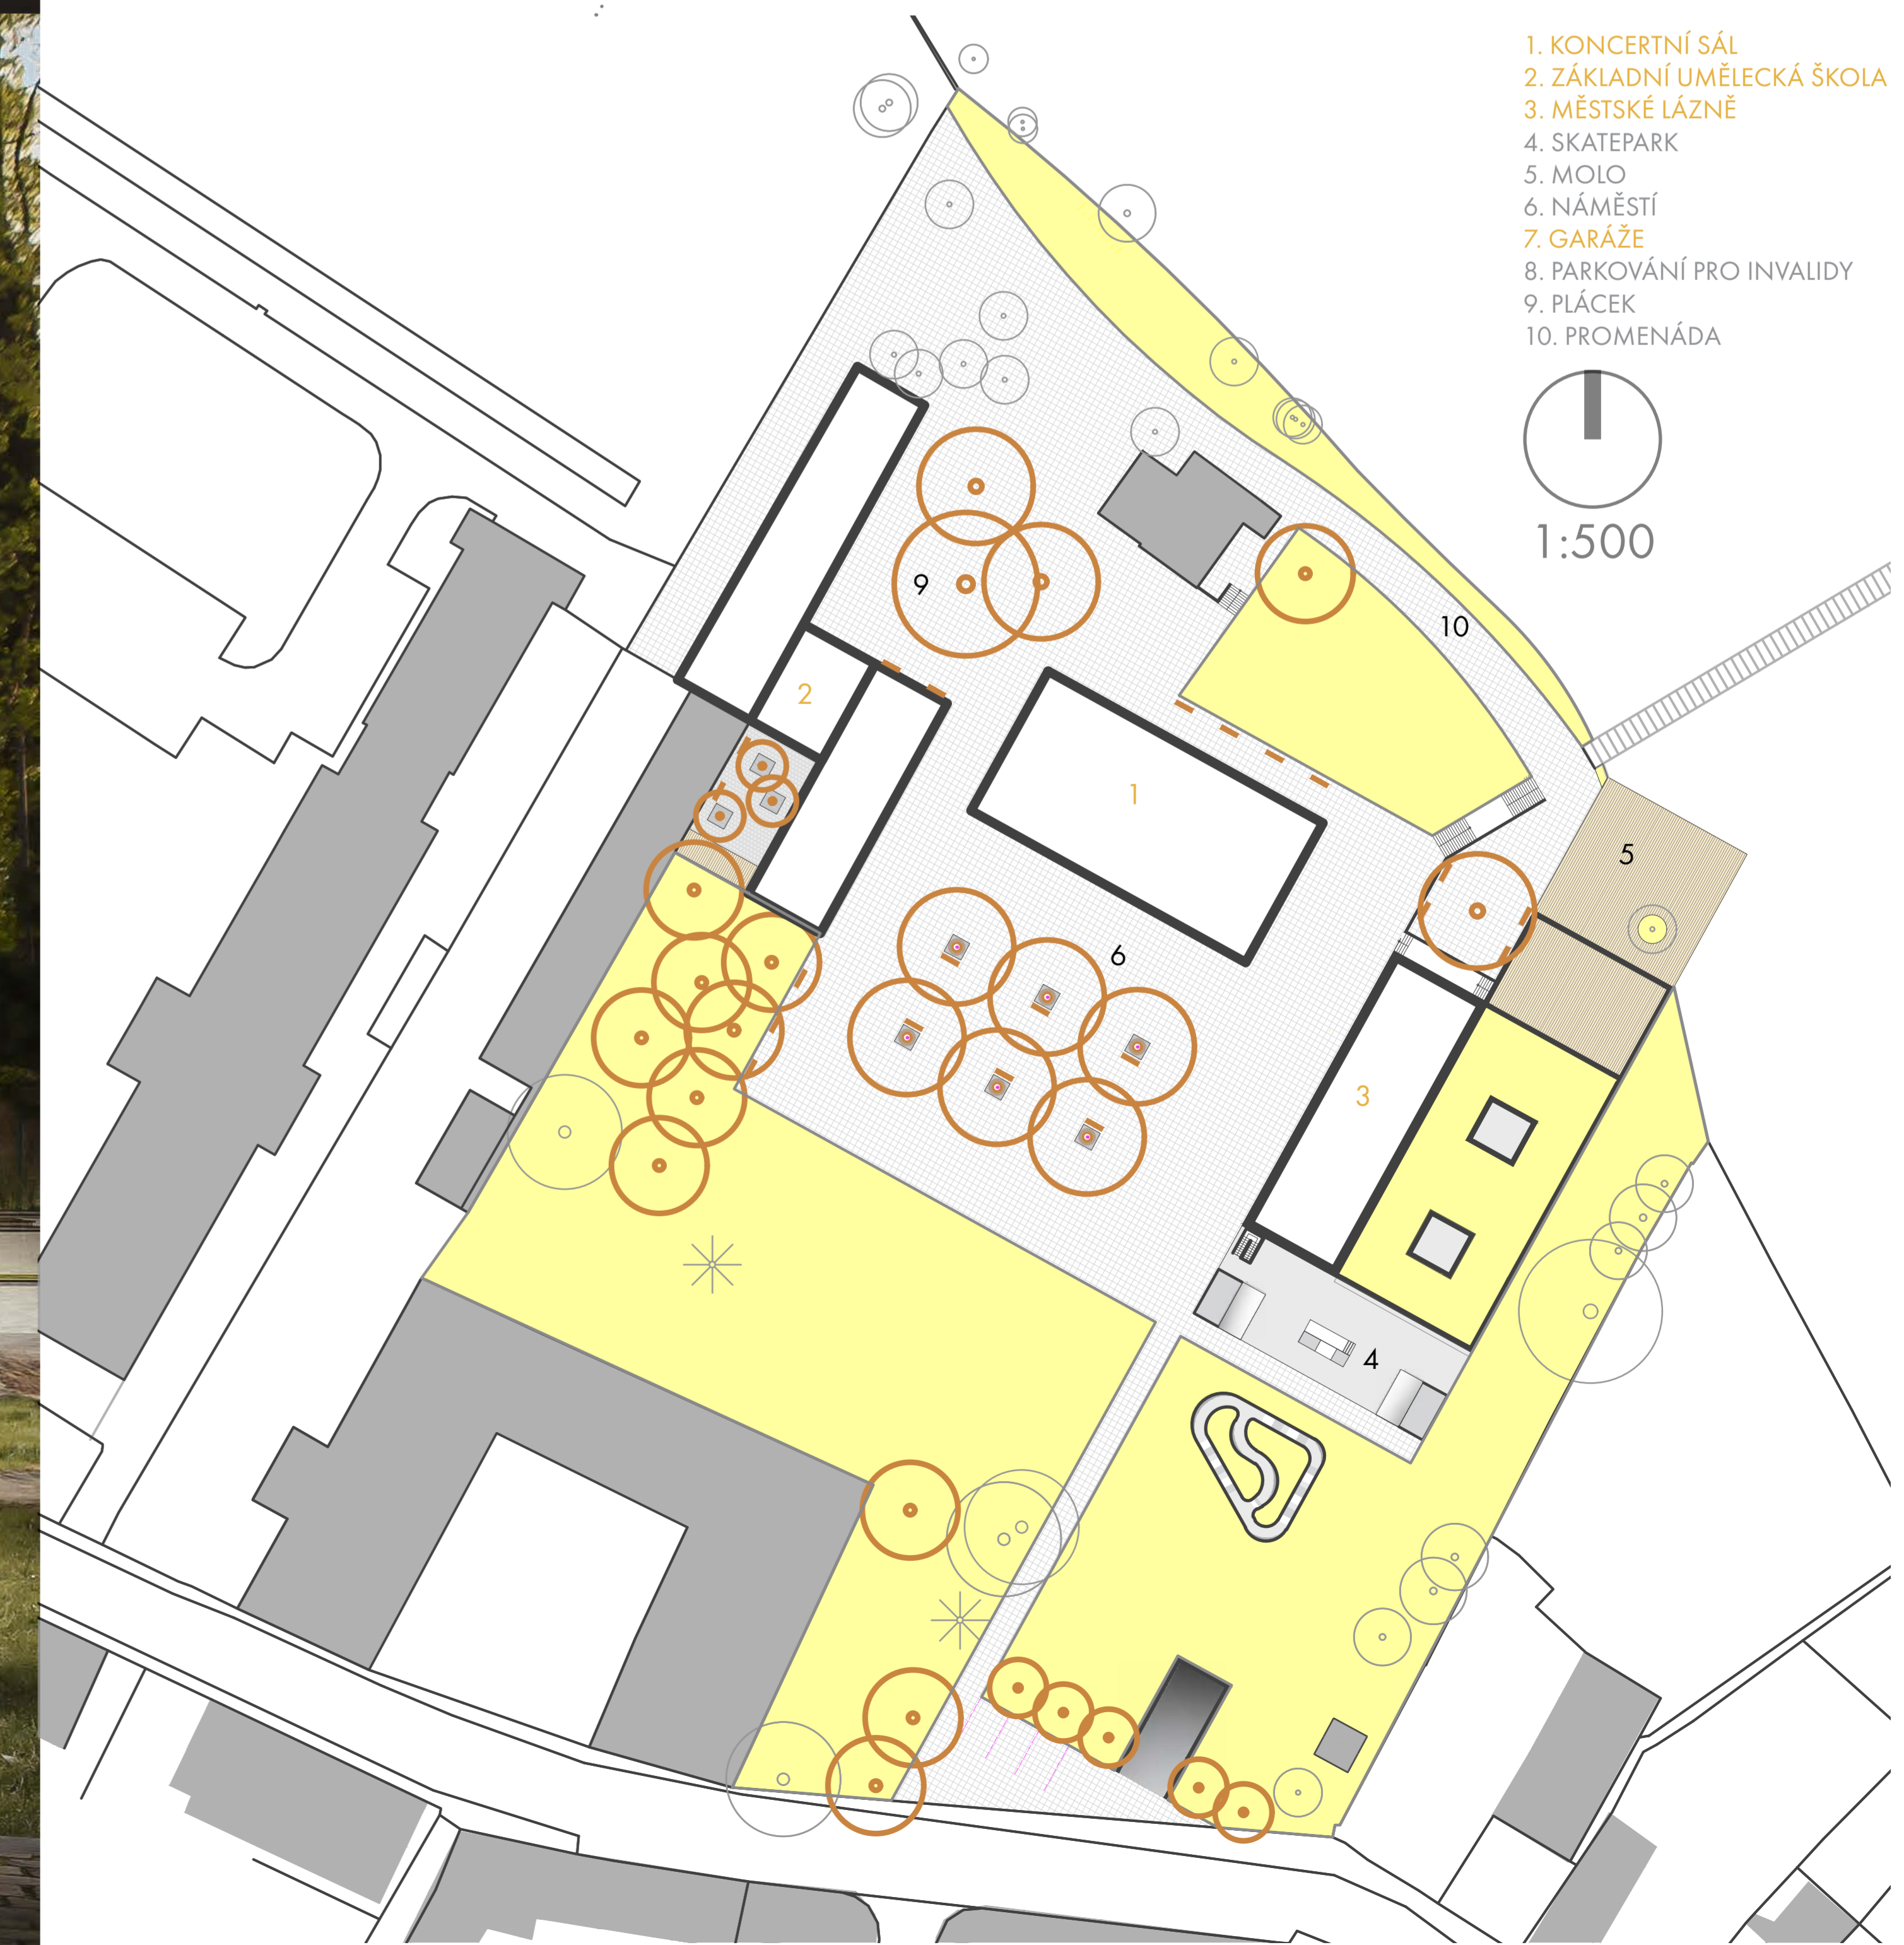 1. KONCERTNÍ SÁL
2. ZÁKLADNÍ UMĚLECKÁ ŠKOLA
3. MĚSTSKÉ LÁZNĚ
4. SKATEPARK
5. MOLO
6. NÁMĚSTÍ
7. GARÁŽE
8. PARKOVÁNÍ PRO INVALIDY
9. PLÁCEK
10. PROMENÁDA
1:500
9
10
2
1
5
6
3
4